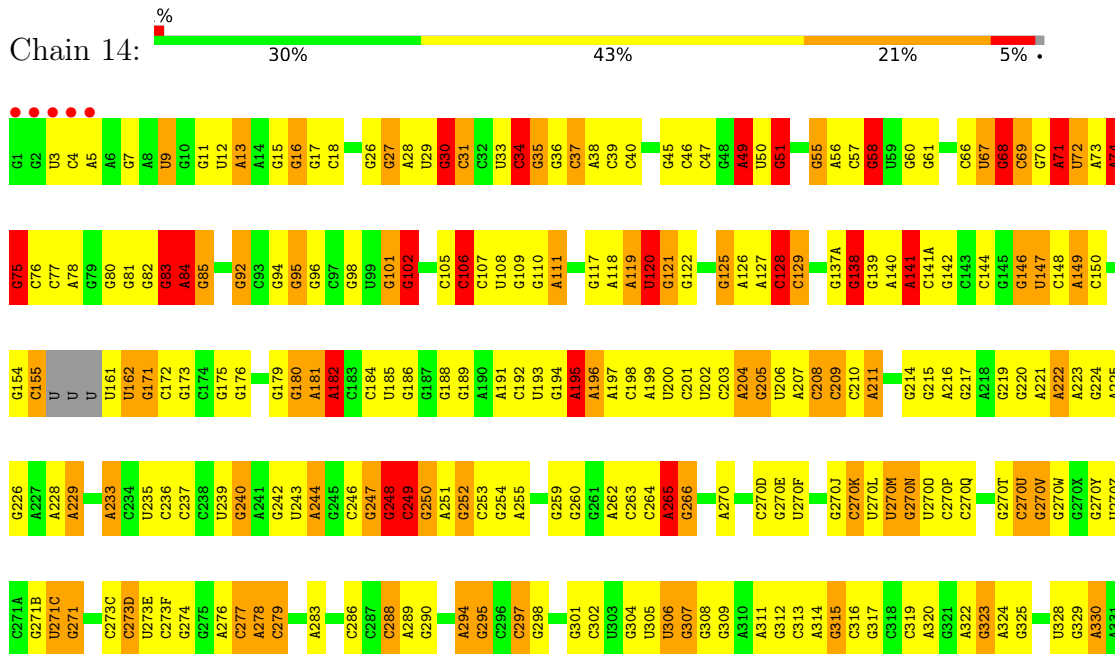 .%
Chain 14:
30% 43% 21% 5% •
G1 G2 U3 C4 A5 A6 G7 A8 U9 G10 G11 U12 A13 A14 G15 G16 G17 C18 G26 G27 A28 U29 G30 C31 C32 U33 C34 G35 G36 C37 A38 C39 C40 G45 C46 C47 G48 A49 U50 G51 G55 A56 C57 G58 U59 G60 G61 C66 U67 G68 C69 G70 A71 U72 A73 A74
G75 C76 C77 A78 G79 G80 G81 G82 G83 A84 G85 G92 C93 G94 G95 G96 C97 G98 U99 G101 G102 C105 C106 C107 U108 G109 G110 A111 G117 A118 A119 U120 G121 G122 G125 A126 A127 C128 C129 G137A G138 G139 A140 A141 C141A G142 C143 C144 G145 G146 U147 C148 A149 C150
G154 C155 U U U U161 U162 G171 C172 G173 C174 G175 G176 G179 G180 A181 A182 C183 C184 U185 G186 G187 G188 G189 A190 A191 C192 U193 G194 A195 A196 A197 C198 A199 U200 C201 U202 C203 A204 G205 U206 A207 C208 C209 C210 A211 G214 G215 A216 G217 A218 G219 G220 A221 A222 A223 G224 A225
G226 A227 A228 A229 A233 C234 U235 C236 C237 C238 U239 G240 A241 G242 U243 A244 G245 C246 G247 G248 C249 G250 A251 G252 C253 G254 A255 G259 G260 G261 A262 C263 C264 A265 G266 A270 C270D G270E U270F G270J C270K U270L U270M G270N U270O C270P C270Q G270T C270U G270V G270W G270X G270Y U270Z
C271A G271B U271C G271 C273C C273D U273E C273F G274 G275 A276 C277 A278 C279 A283 C286 C287 C288 A289 G290 A294 G295 C296 C297 G298 G301 C302 U303 G304 U305 U306 G307 G308 G309 A310 A311 G312 C313 A314 G315 C316 G317 C318 C319 A320 G321 A322 G323 A324 G325 U328 G329 A330 A331